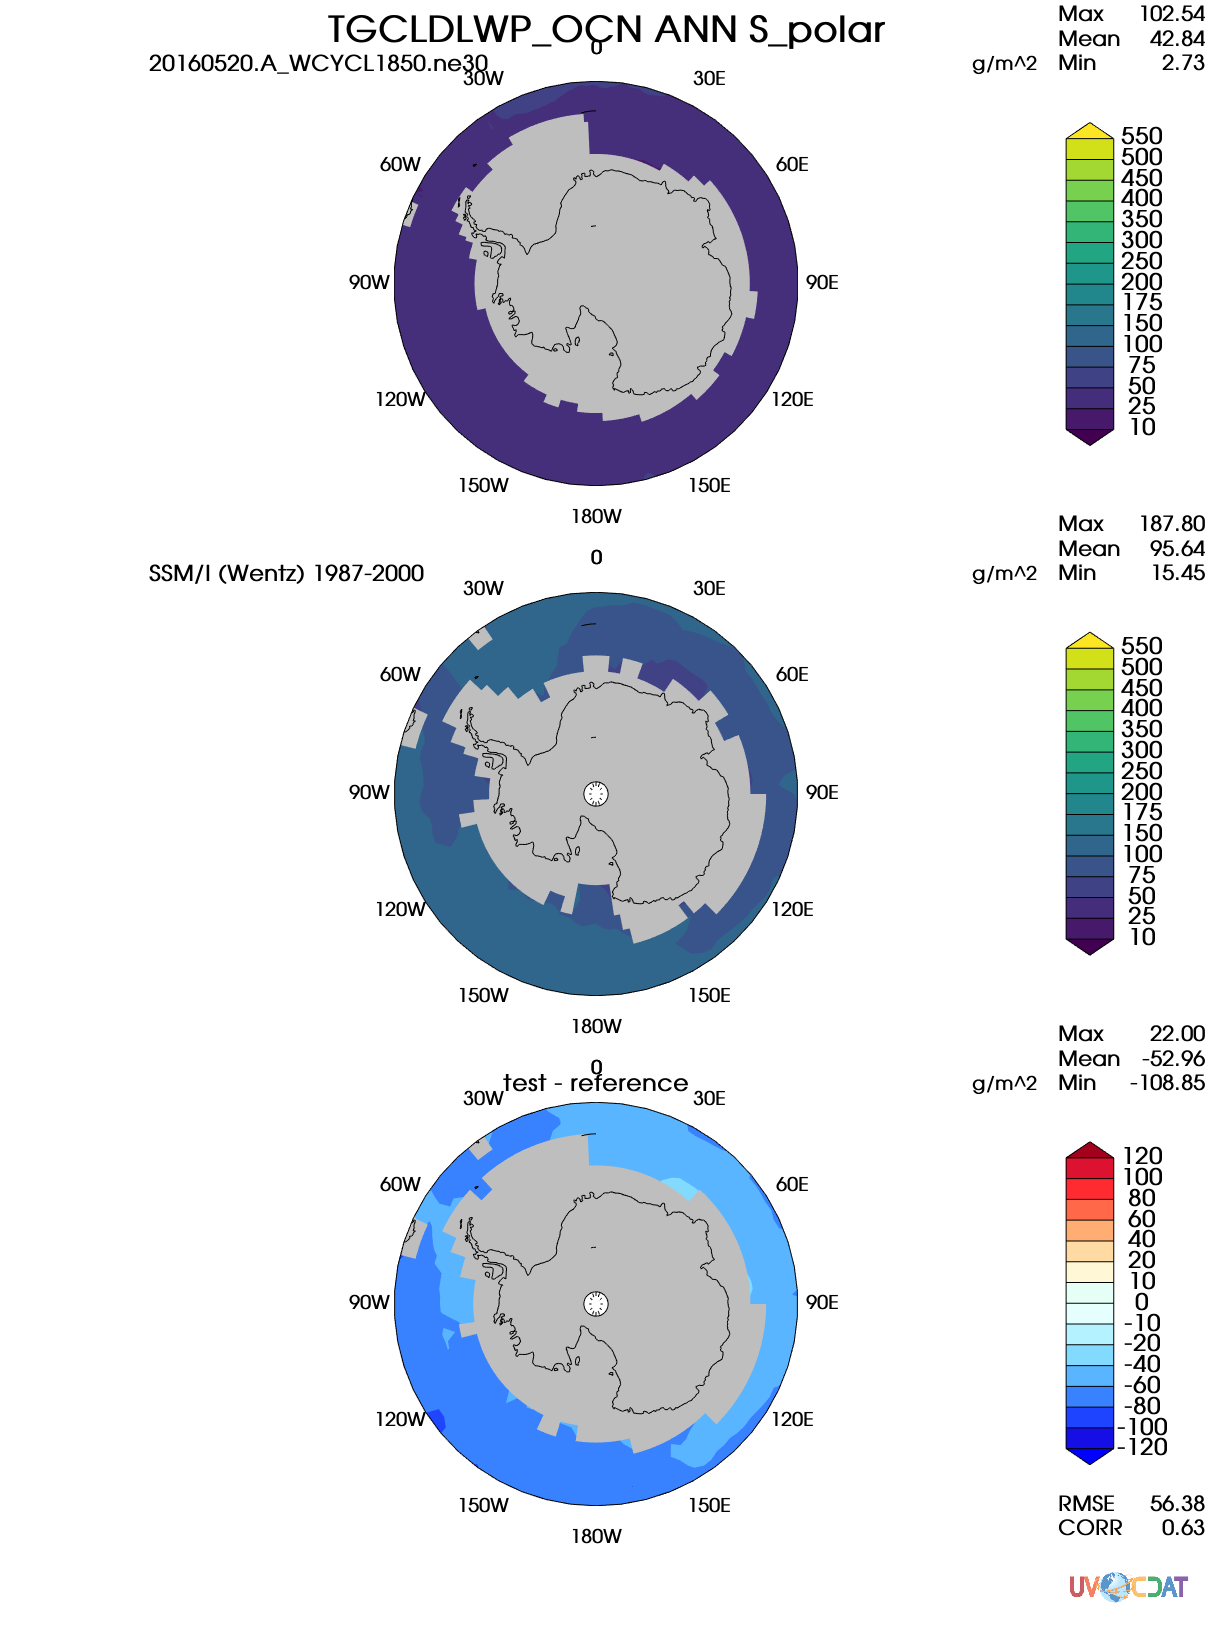 TGCLDLWP_OCN ANN S_polar
Max 102.54
Mean 42.84
20160520.A_WCYCL1850.ne30
g/m^2 Min 2.73
0
30W 30E
60W 60E
90W 90E
120W 120E
150W 150E
180W
550
500
450
400
350
300
250
200
175
150
100
75
50
25
10
Max 187.80
Mean 95.64
SSM/I (Wentz) 1987-2000
g/m^2 Min 15.45
0
30W 30E
60W 60E
90W 90E
120W 120E
150W 150E
180W
550
500
450
400
350
300
250
200
175
150
100
75
50
25
10
Max 22.00
Mean -52.96
test - reference
g/m^2 Min -108.85
0
30W 30E
60W 60E
90W 90E
120W 120E
150W 150E
180W
120
100
80
60
40
20
10
0
-10
-20
-40
-60
-80
-100
-120
RMSE 56.38
CORR 0.63
UVCDAT